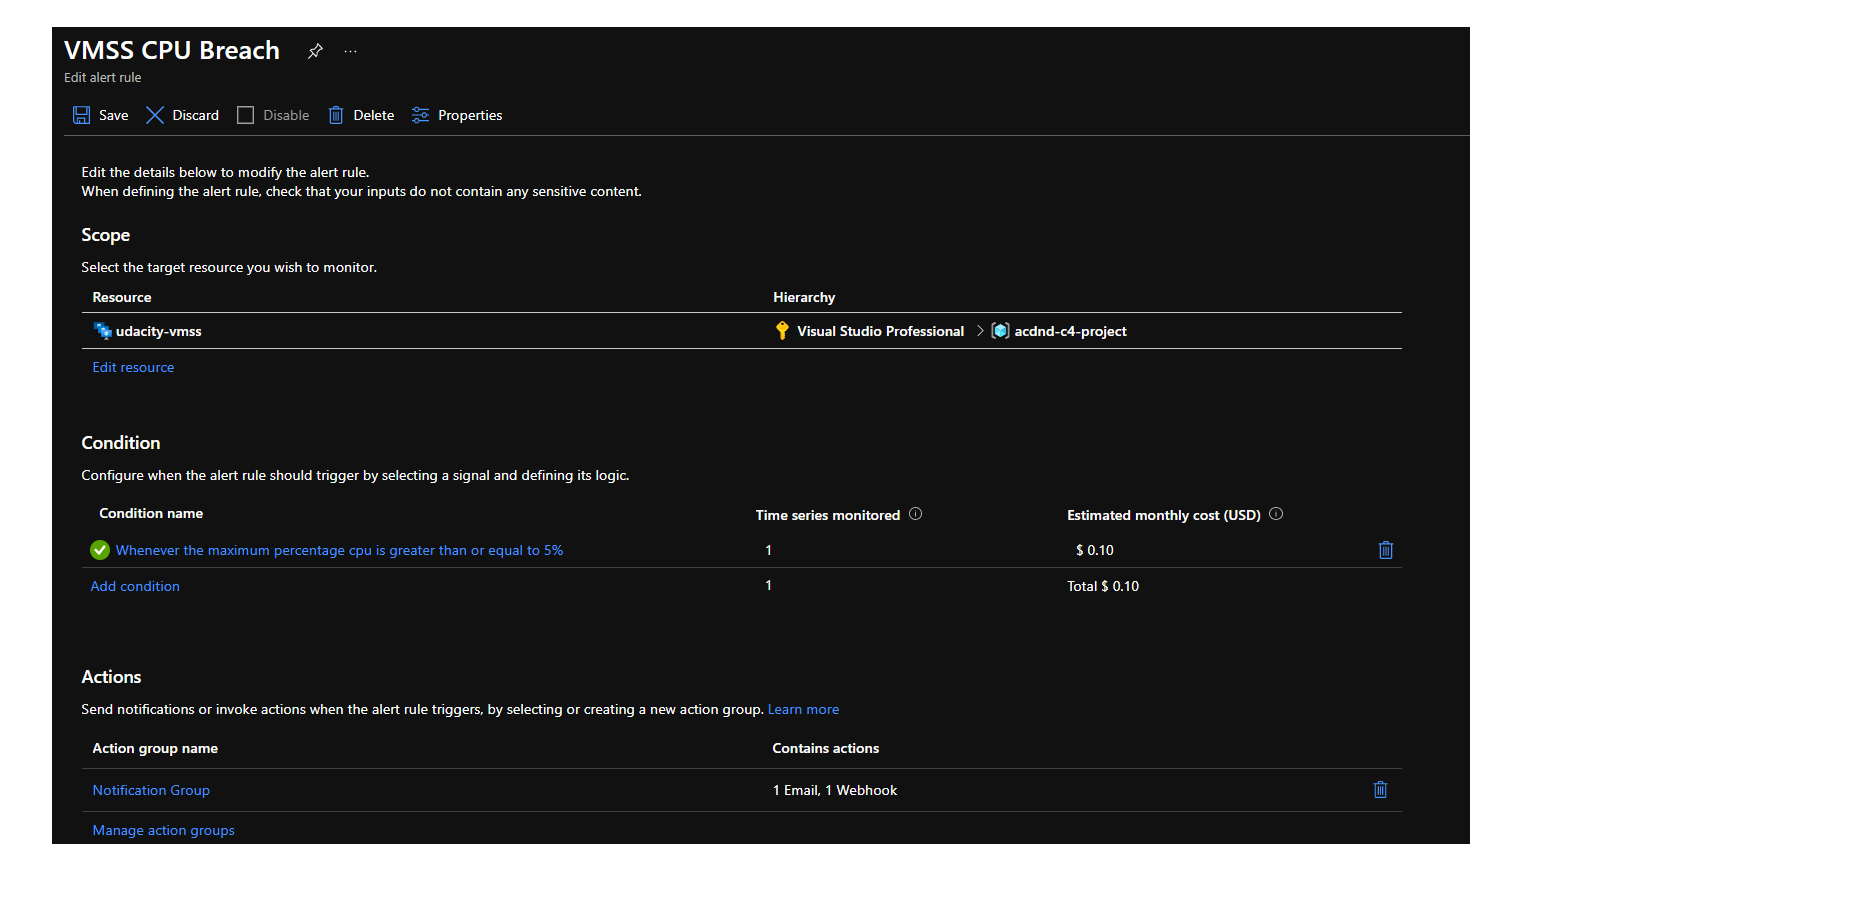 VMSS CPU Breach
Edit alert rule
Save Discard Disable Delete Properties
Edit the details below to modify the alert rule.
When defining the alert rule, check that your inputs do not contain any sensitive content.
Scope
Select the target resource you wish to monitor.
Resource Hierarchy
udacity-vmss Visual Studio Professional > acdnd-c4-project
Edit resource
Condition
Configure when the alert rule should trigger by selecting a signal and defining its logic.
Condition name Time series monitored Estimated monthly cost (USD)
Whenever the maximum percentage cpu is greater than or equal to 5% 1 $ 0.10
Add condition 1 Total $ 0.10
Actions
Send notifications or invoke actions when the alert rule triggers, by selecting or creating a new action group. Learn more
Action group name Contains actions
Notification Group 1 Email, 1 Webhook
Manage action groups